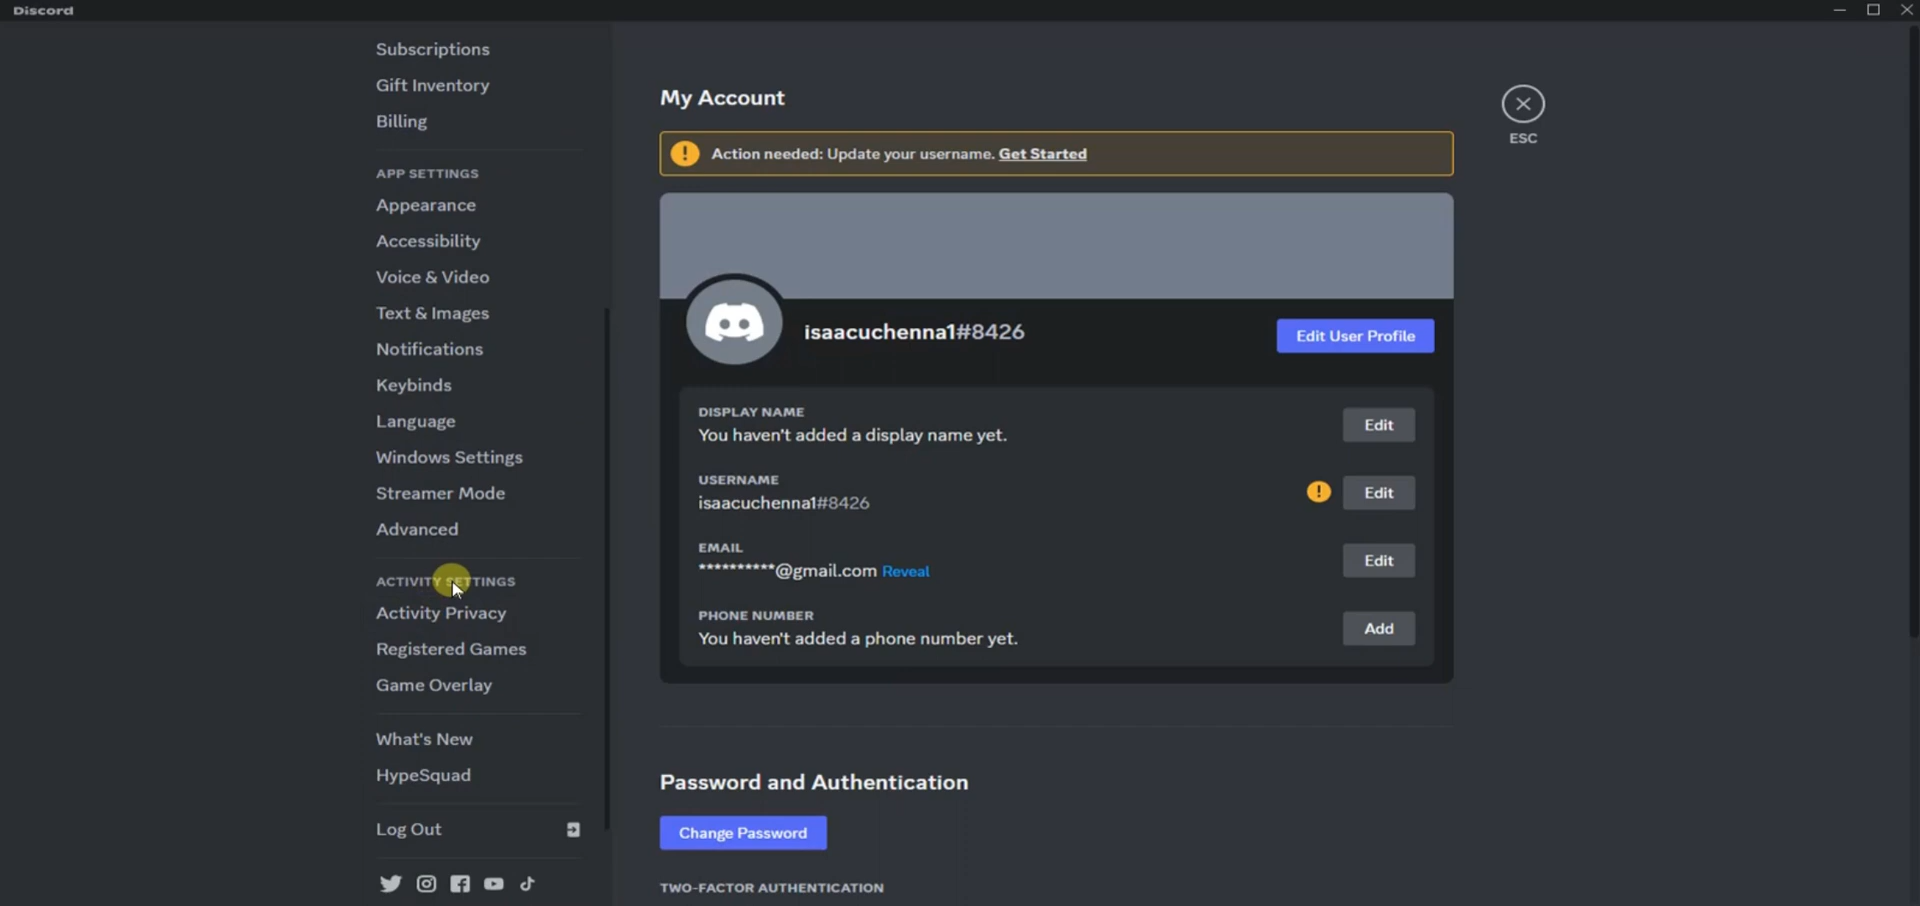 Discord
Subscriptions
Gift Inventory
Billing
APP SETTINGS
Appearance
Accessibility
Voice & Video
Text & Images
Notifications
Keybinds
Language
Windows Settings
Streamer Mode
Advanced
ACTIVITY SETTINGS
Activity Privacy
Registered Games
Game Overlay
What's New
HypeSquad
Log Out
My Account
ESC
Action needed: Update your username. Get Started
isaacuchenna1#8426
Edit User Profile
DISPLAY NAME
You haven't added a display name yet.
Edit
USERNAME
isaacuchenna1#8426
Edit
EMAIL
**********@gmail.com Reveal
Edit
PHONE NUMBER
You haven't added a phone number yet.
Add
Password and Authentication
Change Password
TWO-FACTOR AUTHENTICATION